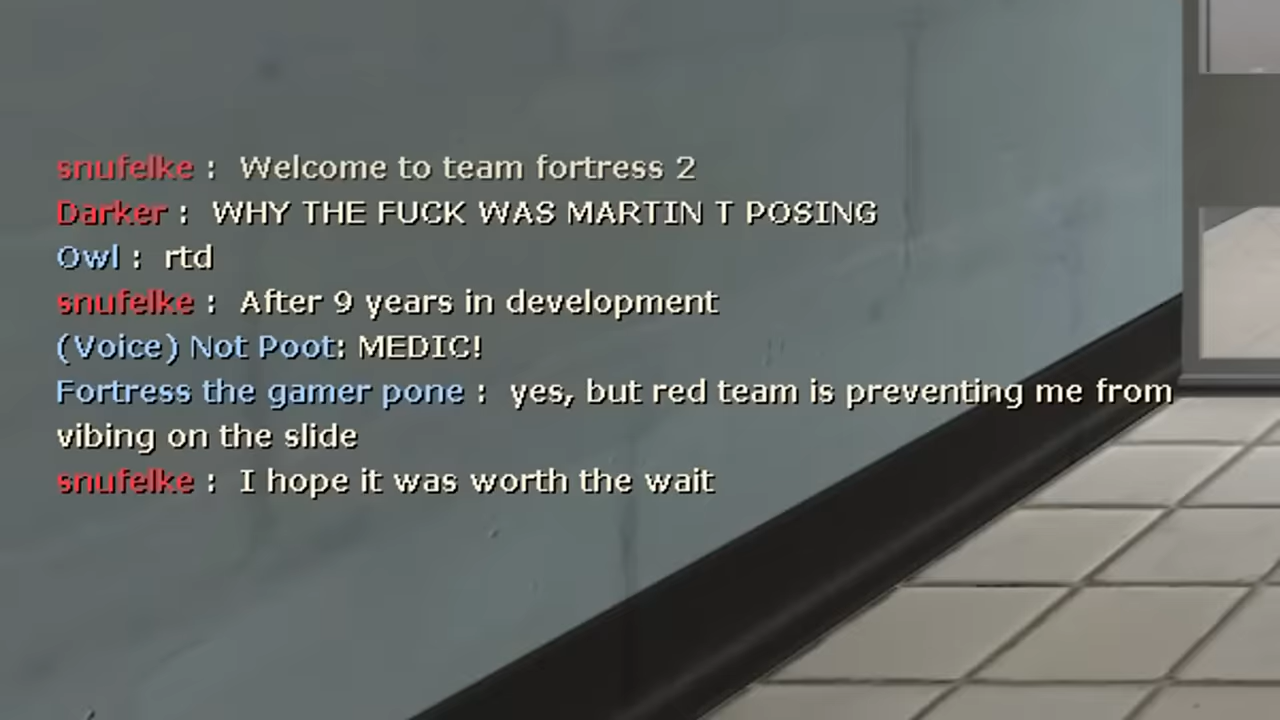 snufelke :  Welcome to team fortress 2
Darker :  WHY THE FUCK WAS MARTIN T POSING
Owl :  rtd
snufelke :  After 9 years in development
(Voice) Not Poot: MEDIC!
Fortress the gamer pone :  yes, but red team is preventing me from
vibing on the slide
snufelke :  I hope it was worth the wait